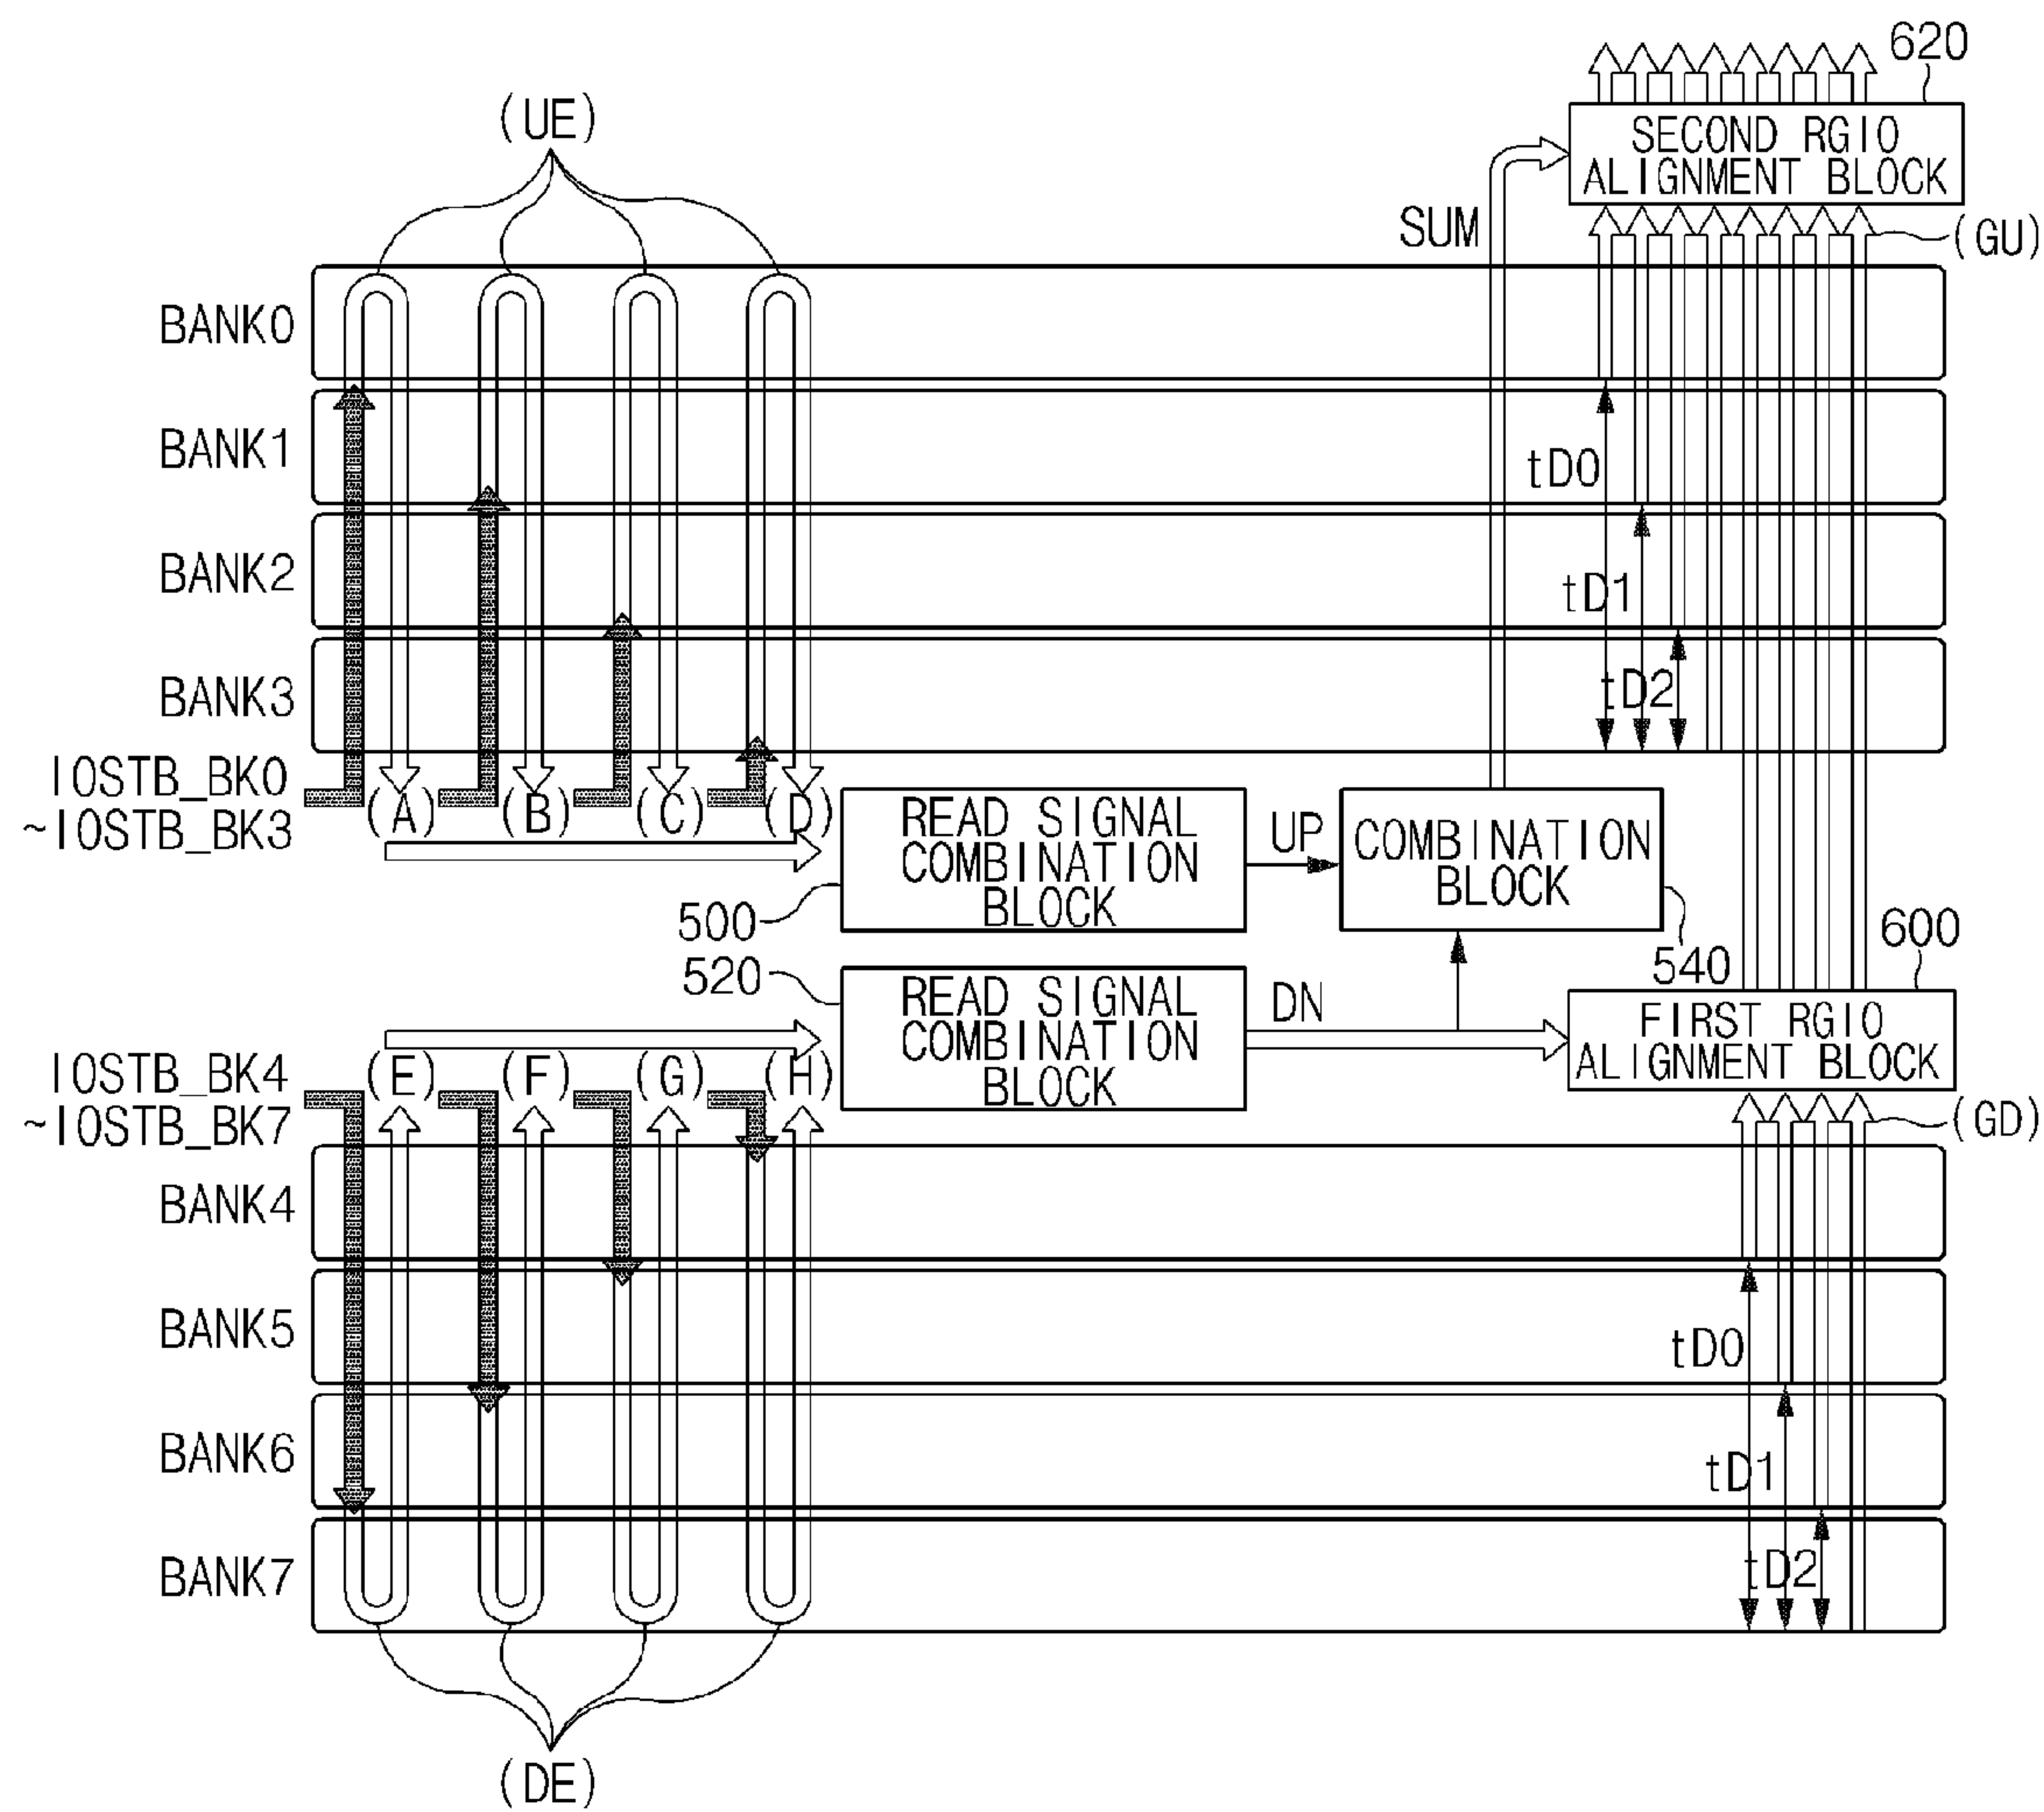 620
(UE)
SECOND RGIO
ALIGNMENT BLOCK
SUM
(GU)
BANK0
BANK1
tD0
BANK2
tD1
BANK3
tD2
IOSTB_BK0
~IOSTB_BK3
(A) (B) (C) (D)
READ SIGNAL
COMBINATION
BLOCK
UP
COMBINATION
BLOCK
500
540
600
520
READ SIGNAL
COMBINATION
BLOCK
DN
FIRST RGIO
ALIGNMENT BLOCK
IOSTB_BK4
~IOSTB_BK7
(E) (F) (G) (H)
(GD)
BANK4
BANK5
tD0
BANK6
tD1
BANK7
tD2
(DE)